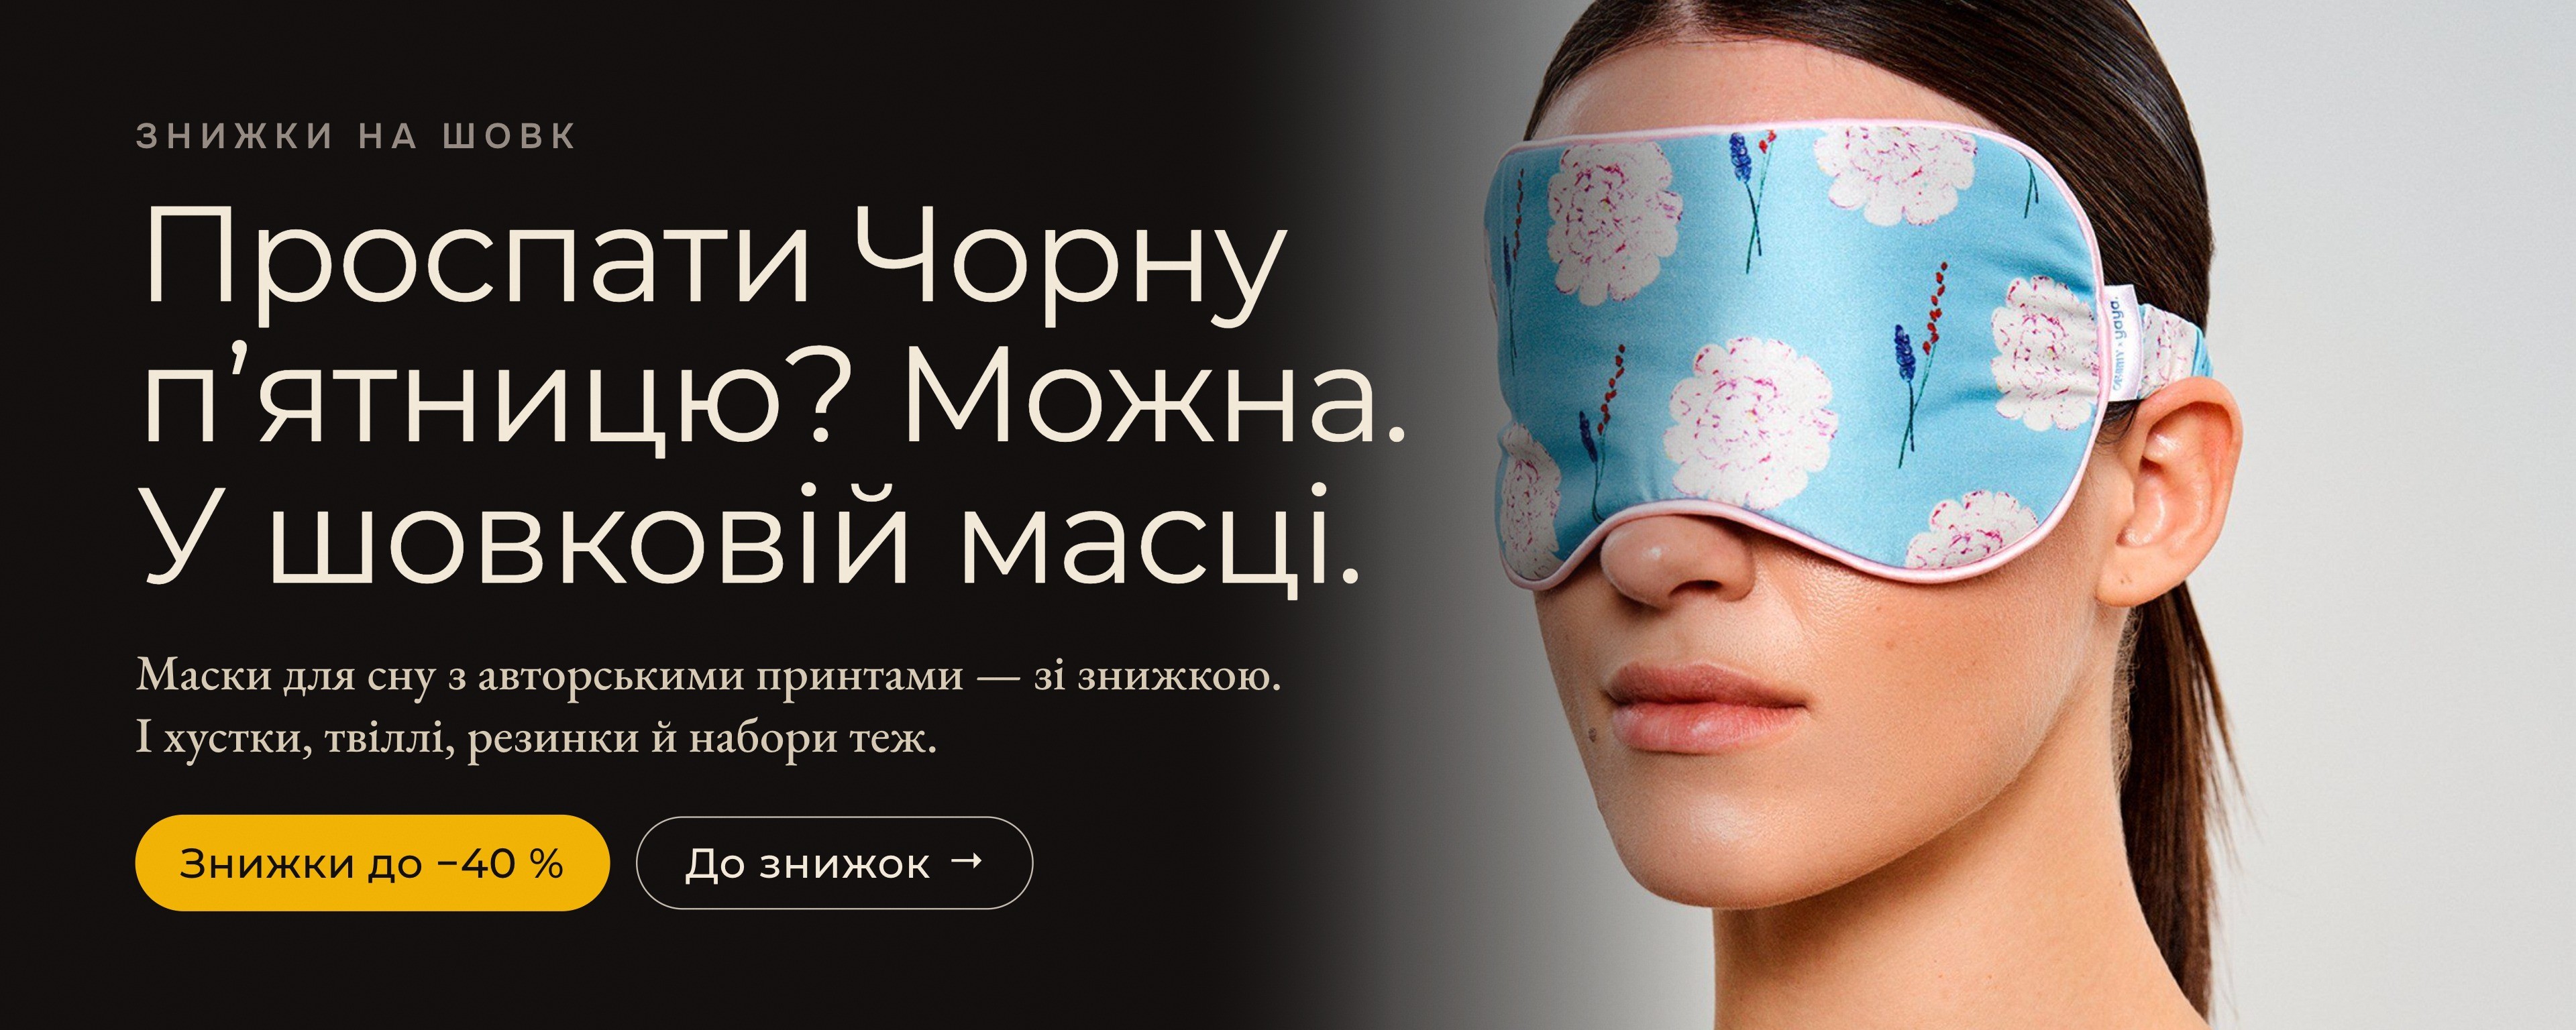 ЗНИЖКИ НА ШОВК
Проспати Чорну
п’ятницю? Можна.
У шовковій масці.
Маски для сну з авторськими принтами — зі знижкою.
І хустки, твіллі, резинки й набори теж.
Знижки до −40 %
До знижок →
yaya.